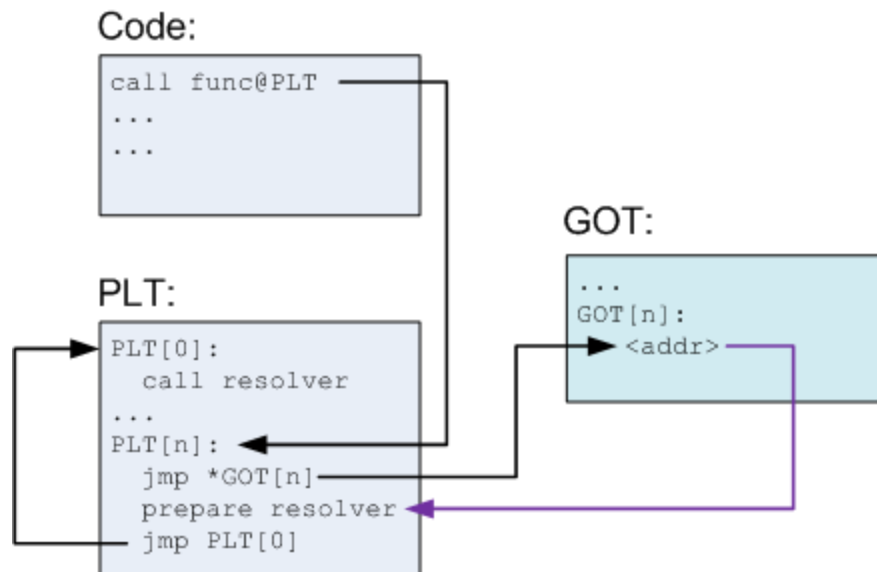 Code:
call func@PLT
...
...
PLT:
PLT[0]:
call resolver
...
PLT[n]:
jmp *GOT[n]
prepare resolver
jmp PLT[0]
GOT:
...
GOT[n]:
<addr>